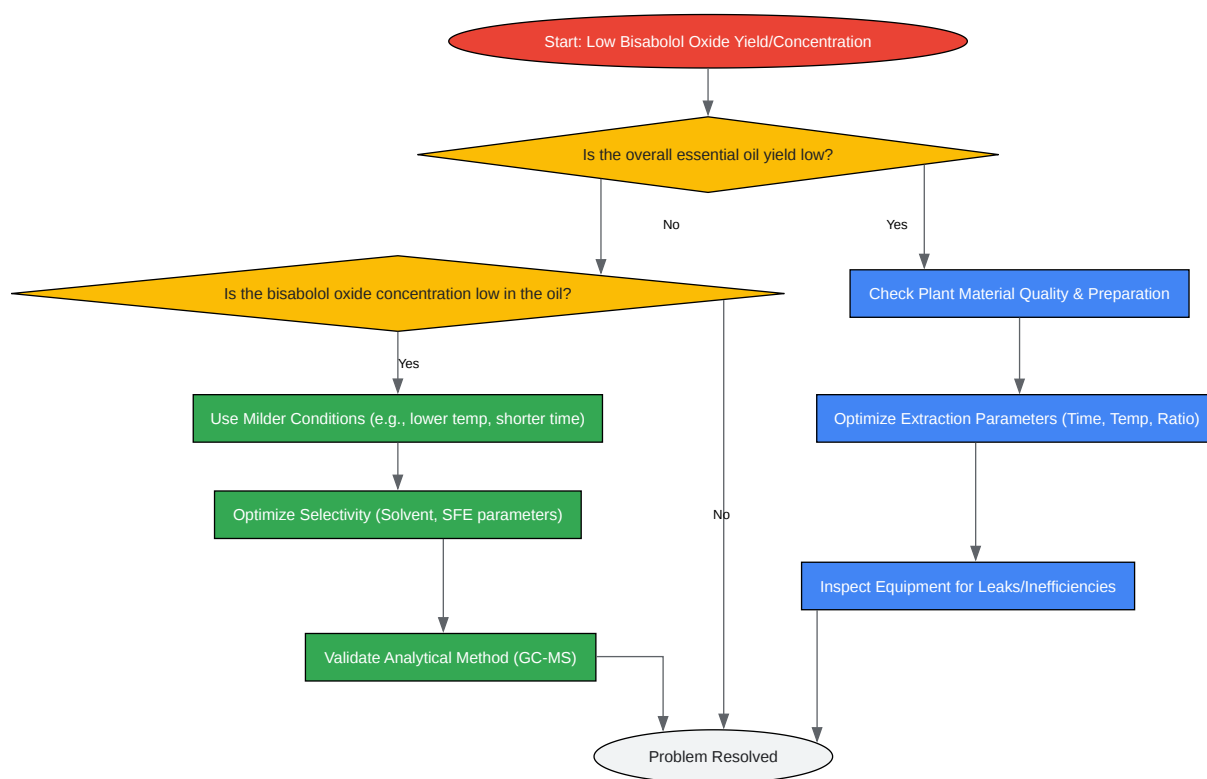 Start: Low Bisabolol Oxide Yield/Concentration
Is the overall essential oil yield low?
No
Yes
Is the bisabolol oxide concentration low in the oil?
Check Plant Material Quality & Preparation
Yes
Use Milder Conditions (e.g., lower temp, shorter time)
Optimize Extraction Parameters (Time, Temp, Ratio)
Optimize Selectivity (Solvent, SFE parameters)
No
Inspect Equipment for Leaks/Inefficiencies
Validate Analytical Method (GC-MS)
Problem Resolved